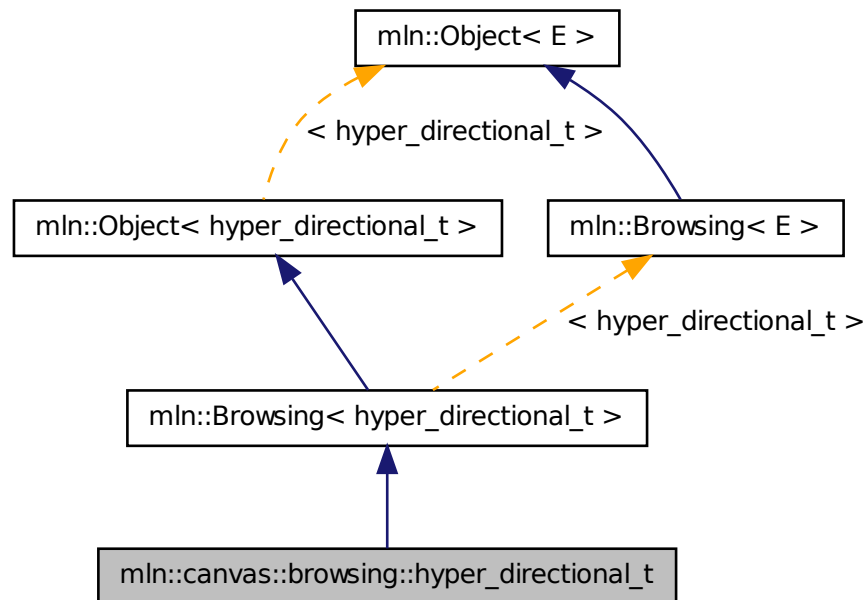 mln::Object< E >
< hyper_directional_t >
mln::Object< hyper_directional_t >
mln::Browsing< E >
< hyper_directional_t >
mln::Browsing< hyper_directional_t >
mln::canvas::browsing::hyper_directional_t